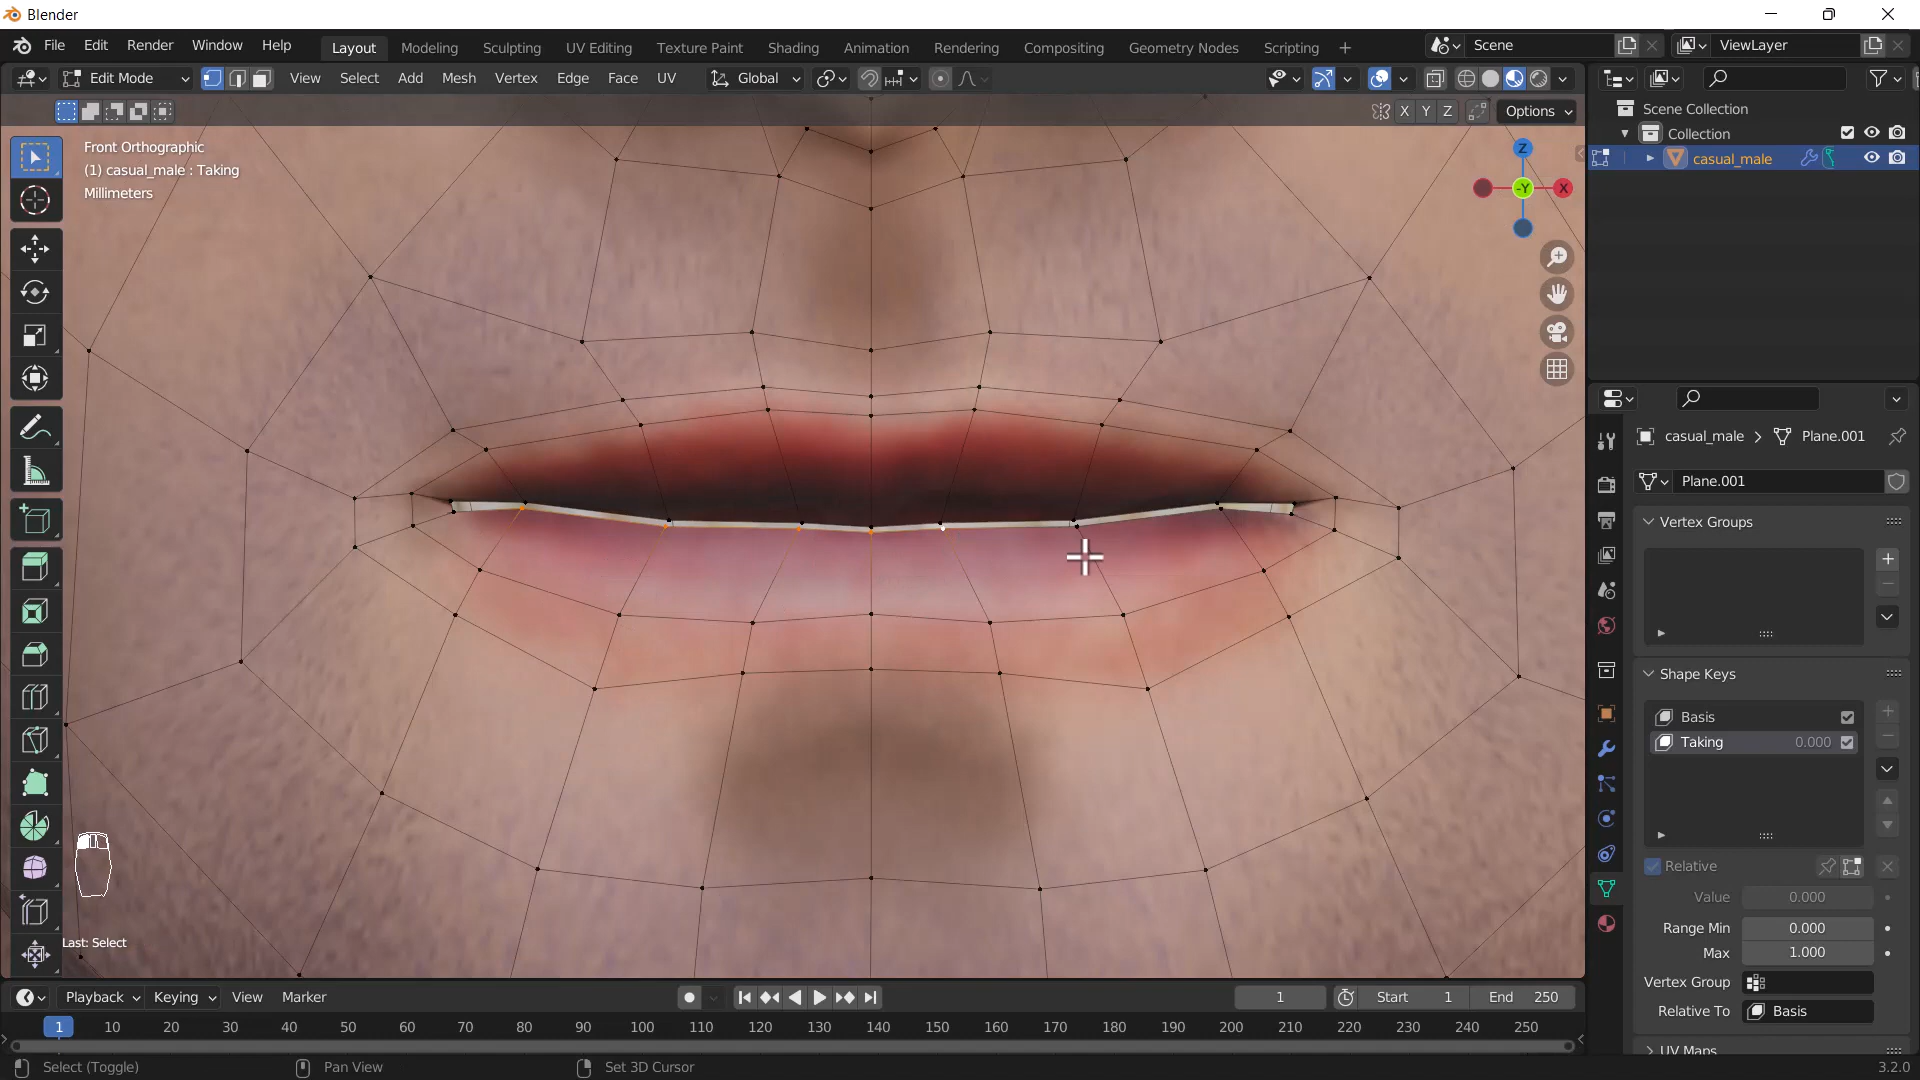 Blender
File Edit Render Window Help
Layout Modeling Sculpting UV Editing Texture Paint Shading Animation Rendering Compositing Geometry Nodes Scripting +
Scene
ViewLayer
Edit Mode View Select Add Mesh Vertex Edge Face UV Global
X Y Z Options
Front Orthographic
(1) casual_male : Taking
Millimeters
Z
-Y
X
Last: Select
Scene Collection
Collection
casual_male
casual_male > Plane.001
Plane.001
Vertex Groups
Shape Keys
Basis
Taking 0.000
Relative
Value 0.000
Range Min 0.000
Max 1.000
Vertex Group
Relative To Basis
UV Maps
Playback Keying View Marker 1 Start 1 End 250
1 10 20 30 40 50 60 70 80 90 100 110 120 130 140 150 160 170 180 190 200 210 220 230 240 250
Select (Toggle) Pan View Set 3D Cursor 3.2.0